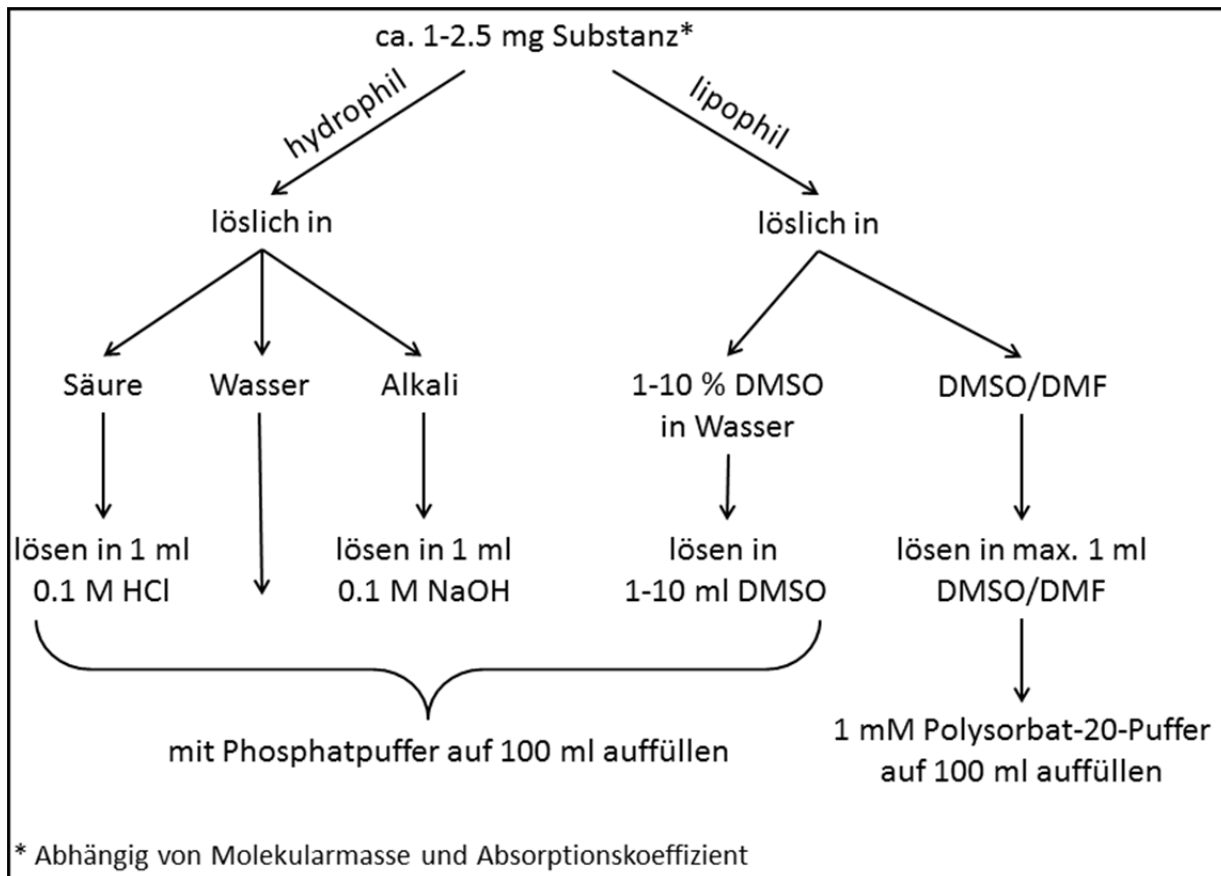 ca. 1-2.5 mg Substanz*
hydrophil
lipophil
löslich in
löslich in
Säure
Wasser
Alkali
1-10 % DMSO
in Wasser
DMSO/DMF
lösen in 1 ml
0.1 M HCl
lösen in 1 ml
0.1 M NaOH
lösen in
1-10 ml DMSO
lösen in max. 1 ml
DMSO/DMF
mit Phosphatpuffer auf 100 ml auffüllen
1 mM Polysorbat-20-Puffer
auf 100 ml auffüllen
* Abhängig von Molekularmasse und Absorptionskoeffizient